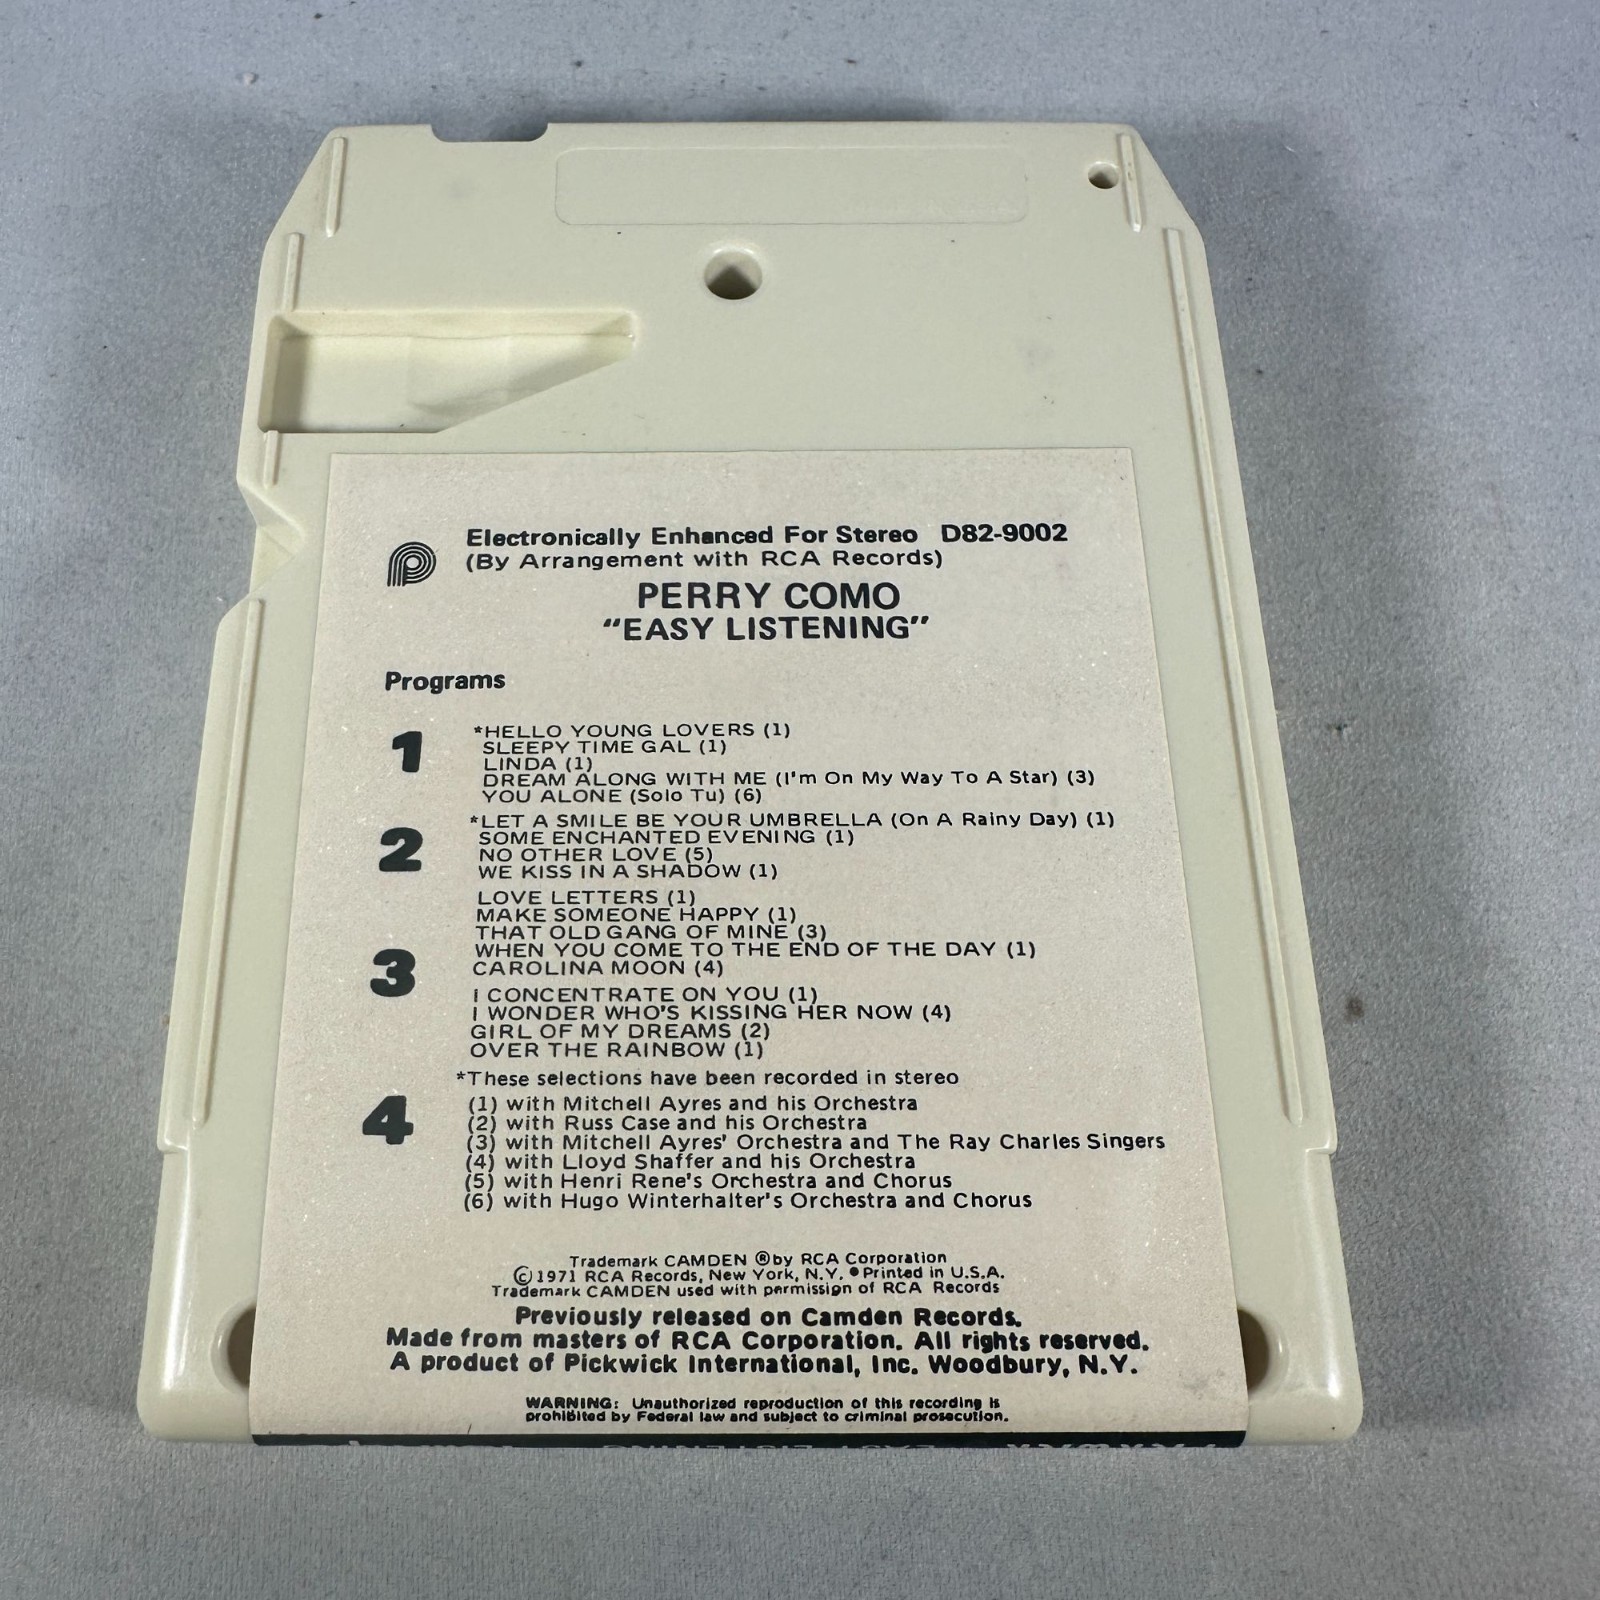 Electronically Enhanced For Stereo D82-9002
(By Arrangement with RCA Records)
PERRY COMO
"EASY LISTENING"
Programs
1
*HELLO YOUNG LOVERS (1)
SLEEPY TIME GAL (1)
LINDA (1)
DREAM ALONG WITH ME (I'm On My Way To A Star) (3)
YOU ALONE (Solo Tu) (6)
2
*LET A SMILE BE YOUR UMBRELLA (On A Rainy Day) (1)
SOME ENCHANTED EVENING (1)
NO OTHER LOVE (5)
WE KISS IN A SHADOW (1)
3
LOVE LETTERS (1)
MAKE SOMEONE HAPPY (1)
THAT OLD GANG OF MINE (3)
WHEN YOU COME TO THE END OF THE DAY (1)
CAROLINA MOON (4)
4
I CONCENTRATE ON YOU (1)
I WONDER WHO'S KISSING HER NOW (4)
GIRL OF MY DREAMS (2)
OVER THE RAINBOW (1)
*These selections have been recorded in stereo
(1) with Mitchell Ayres and his Orchestra
(2) with Russ Case and his Orchestra
(3) with Mitchell Ayres' Orchestra and The Ray Charles Singers
(4) with Lloyd Shaffer and his Orchestra
(5) with Henri Rene's Orchestra and Chorus
(6) with Hugo Winterhalter's Orchestra and Chorus
Trademark CAMDEN ® by RCA Corporation
© 1971 RCA Records, New York, N.Y. • Printed in U.S.A.
Trademark CAMDEN used with permission of RCA Records
Previously released on Camden Records.
Made from masters of RCA Corporation. All rights reserved.
A product of Pickwick International, Inc. Woodbury, N.Y.
WARNING: Unauthorized reproduction of this recording is
prohibited by Federal law and subject to criminal prosecution.